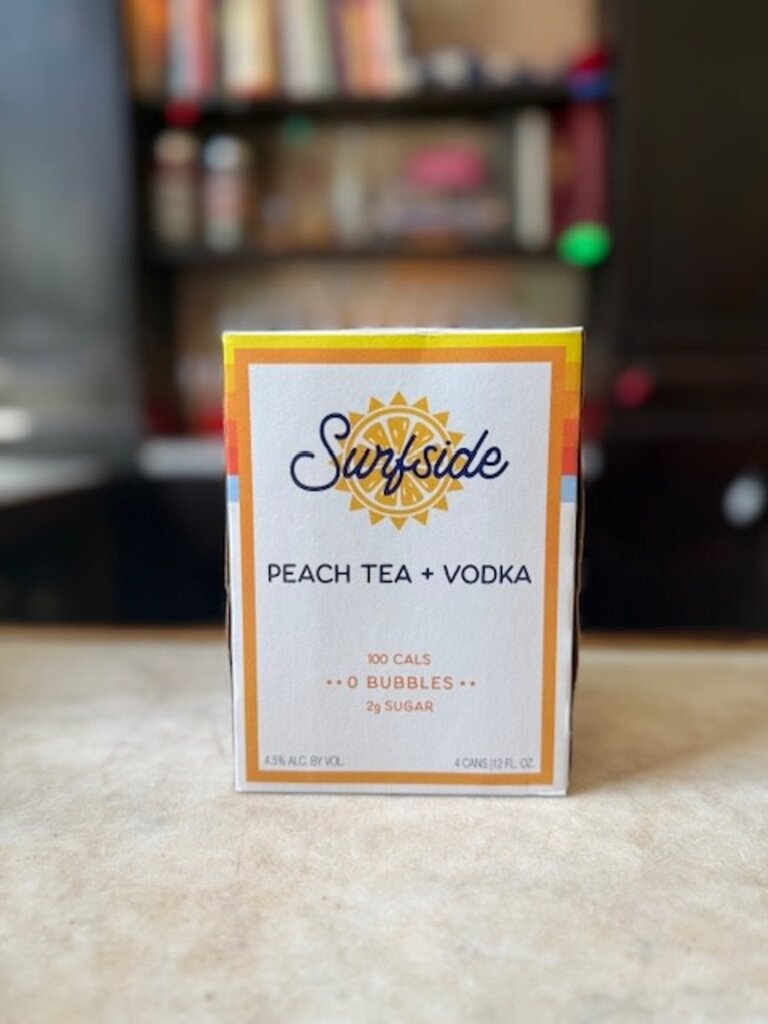 Surfside
PEACH TEA + VODKA
100 CALS
••0 BUBBLES••
2g SUGAR
4.5% ALC. BY VOL.
4 CANS (12 FL. OZ.